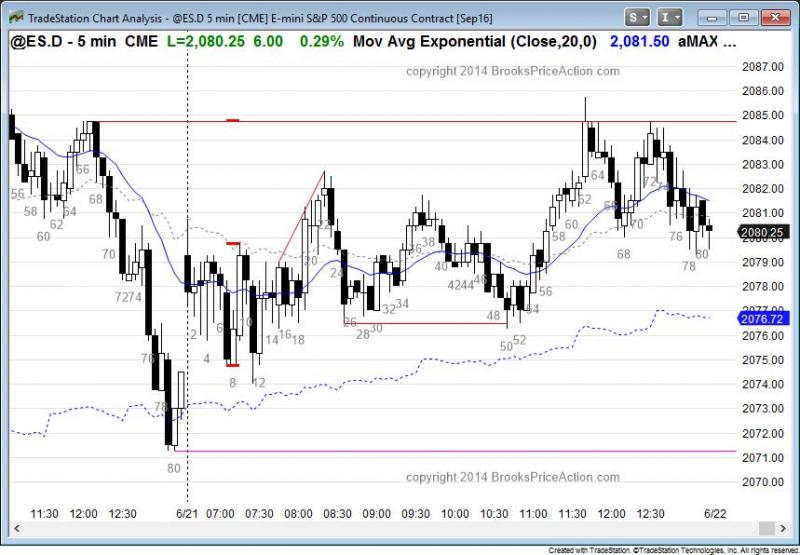 TradeStation Chart Analysis - @ES.D 5 min [CME] E-mini S&P 500 Continuous Contract [Sep16]
S I
@ES.D - 5 min CME L=2,080.25 6.00 0.29% Mov Avg Exponential (Close,20,0) 2,081.50 aMAX ...
copyright 2014 BrooksPriceAction.com
2087.00
2086.00
2085.00
2084.00
2083.00
2082.00
2081.00
2080.25
2079.00
2078.00
2076.72
2076.00
2075.00
2074.00
2073.00
2072.00
2071.00
2070.00
56 58 60 62 64 66 68 70 7274 76 78 80
2 4 6 8 10 12 14 16 18 20 22 24 26 28 30 32 34 36 38 40 4244 46 48 50 52 54 56 58 60 62 64 68 70 72 76 78 80
copyright 2014 BrooksPriceAction.com
11:30 12:00 12:30 6/21 07:00 07:30 08:00 08:30 09:00 09:30 10:00 10:30 11:00 11:30 12:00 12:30 6/22
Created with TradeStation. ©TradeStation Technologies, Inc. All rights reserved.